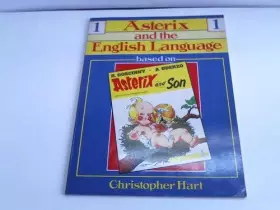 1 Asterix 1
and the
English Language
based on
R. GOSCINNY A. UDERZO
Asterix and Son
Christopher Hart